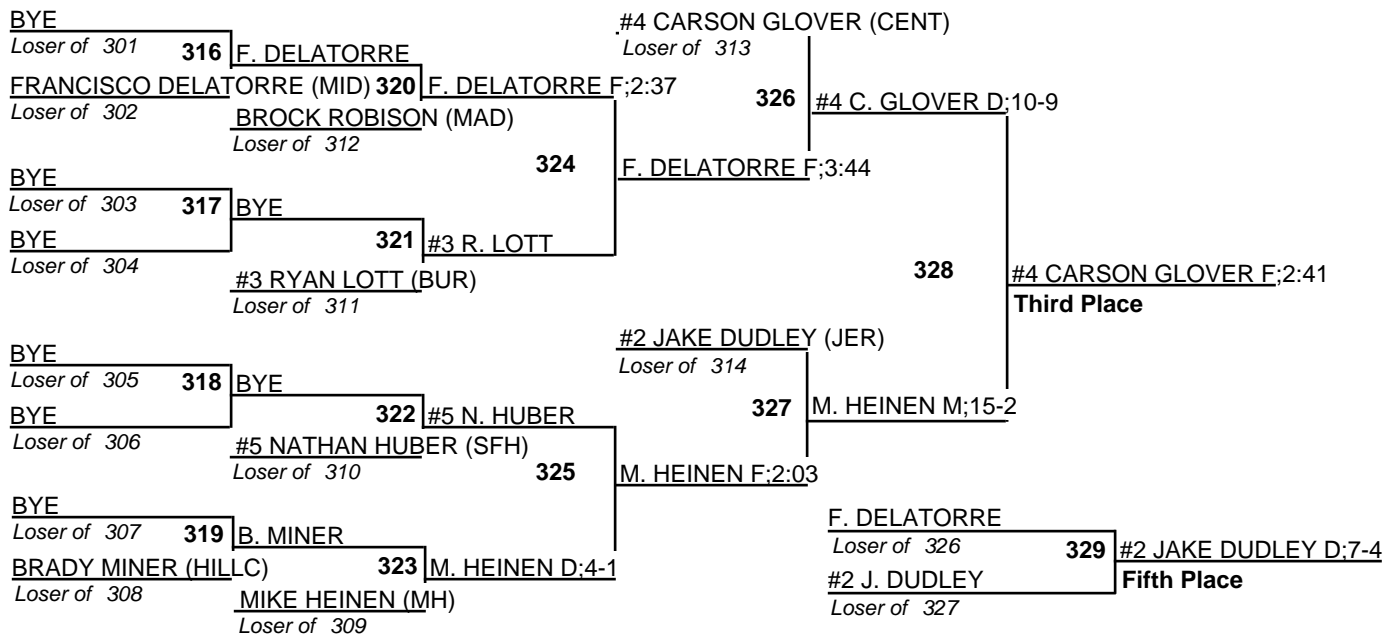 BYE
Loser of 301
316
F. DELATORRE
FRANCISCO DELATORRE (MID)
Loser of 302
320
F. DELATORRE F;2:37
BROCK ROBISON (MAD)
Loser of 312
BYE
Loser of 303
317
BYE
BYE
Loser of 304
321
#3 R. LOTT
#3 RYAN LOTT (BUR)
Loser of 311
324
F. DELATORRE F;3:44
#4 CARSON GLOVER (CENT)
Loser of 313
326
#4 C. GLOVER D;10-9
BYE
Loser of 305
318
BYE
BYE
Loser of 306
322
#5 N. HUBER
#5 NATHAN HUBER (SFH)
Loser of 310
BYE
Loser of 307
319
B. MINER
BRADY MINER (HILLC)
Loser of 308
323
M. HEINEN D;4-1
MIKE HEINEN (MH)
Loser of 309
325
M. HEINEN F;2:03
#2 JAKE DUDLEY (JER)
Loser of 314
327
M. HEINEN M;15-2
328
#4 CARSON GLOVER F;2:41
Third Place
F. DELATORRE
Loser of 326
329
#2 JAKE DUDLEY D;7-4
#2 J. DUDLEY
Fifth Place
Loser of 327